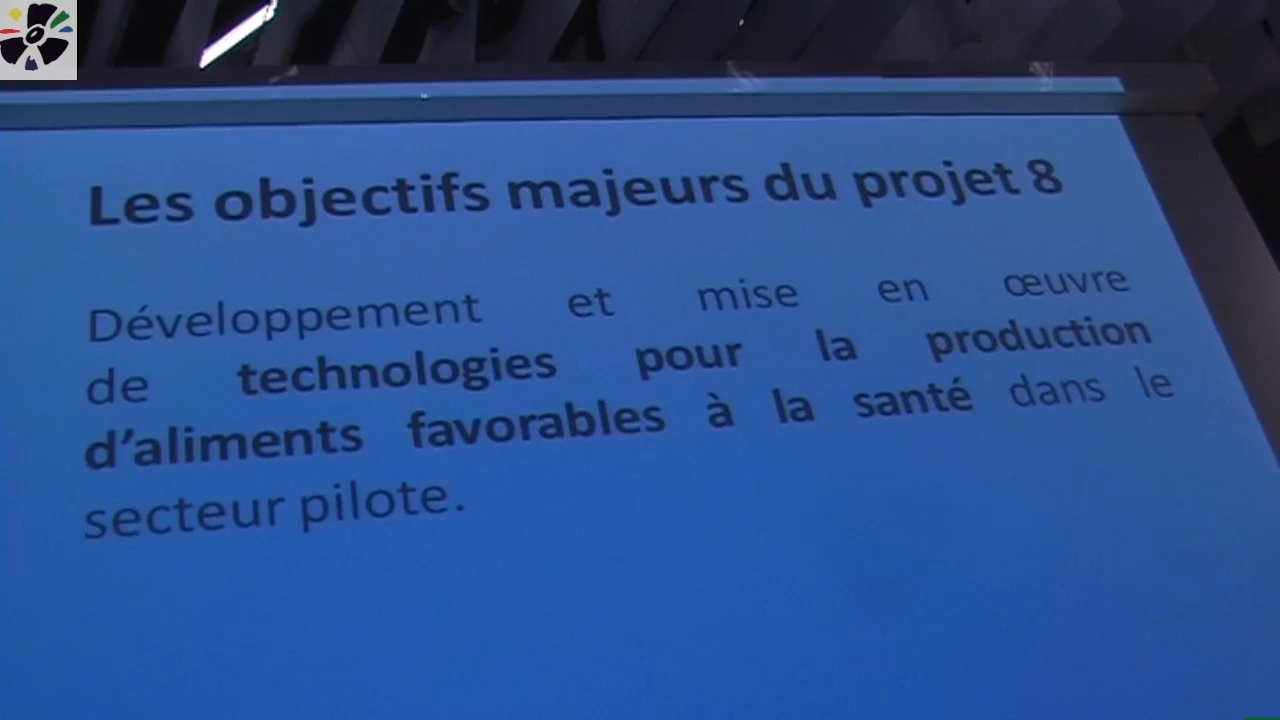 Les objectifs majeurs du projet 8
Développement et mise en œuvre
de technologies pour la production
d’aliments favorables à la santé dans le
secteur pilote.